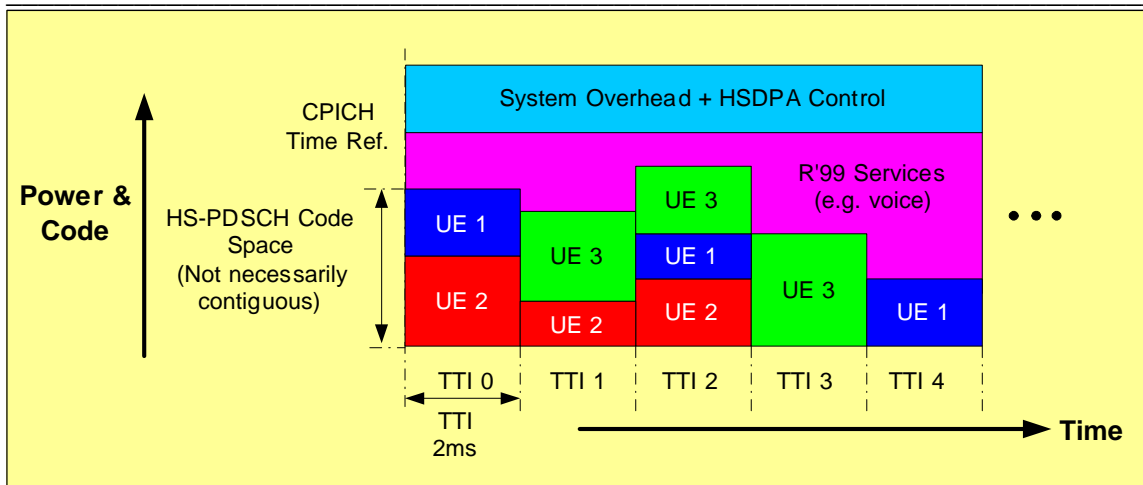 System Overhead + HSDPA Control
CPICH
Time Ref.
Power &
Code
HS-PDSCH Code
Space
(Not necessarily
contiguous)
R'99 Services
(e.g. voice)
UE 1
UE 2
UE 3
UE 2
UE 3
UE 1
UE 2
UE 3
UE 1
TTI 0
TTI 1
TTI 2
TTI 3
TTI 4
TTI
2ms
Time